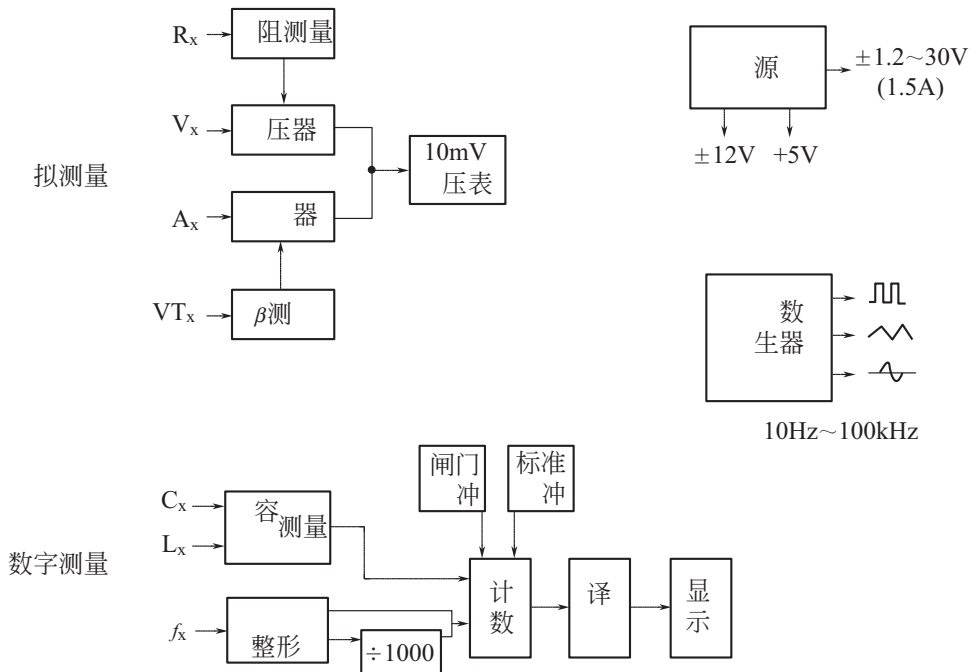 Rx
阻测量
Vx
压器
10mV
压表
拟测量
Ax
器
VTx
β测
源
±1.2~30V
(1.5A)
±12V
+5V
数
生器
10Hz~100kHz
闸门
冲
标准
冲
Cx
Lx
容
测量
数字测量
计
数
译
显
示
fx
整形
÷1000